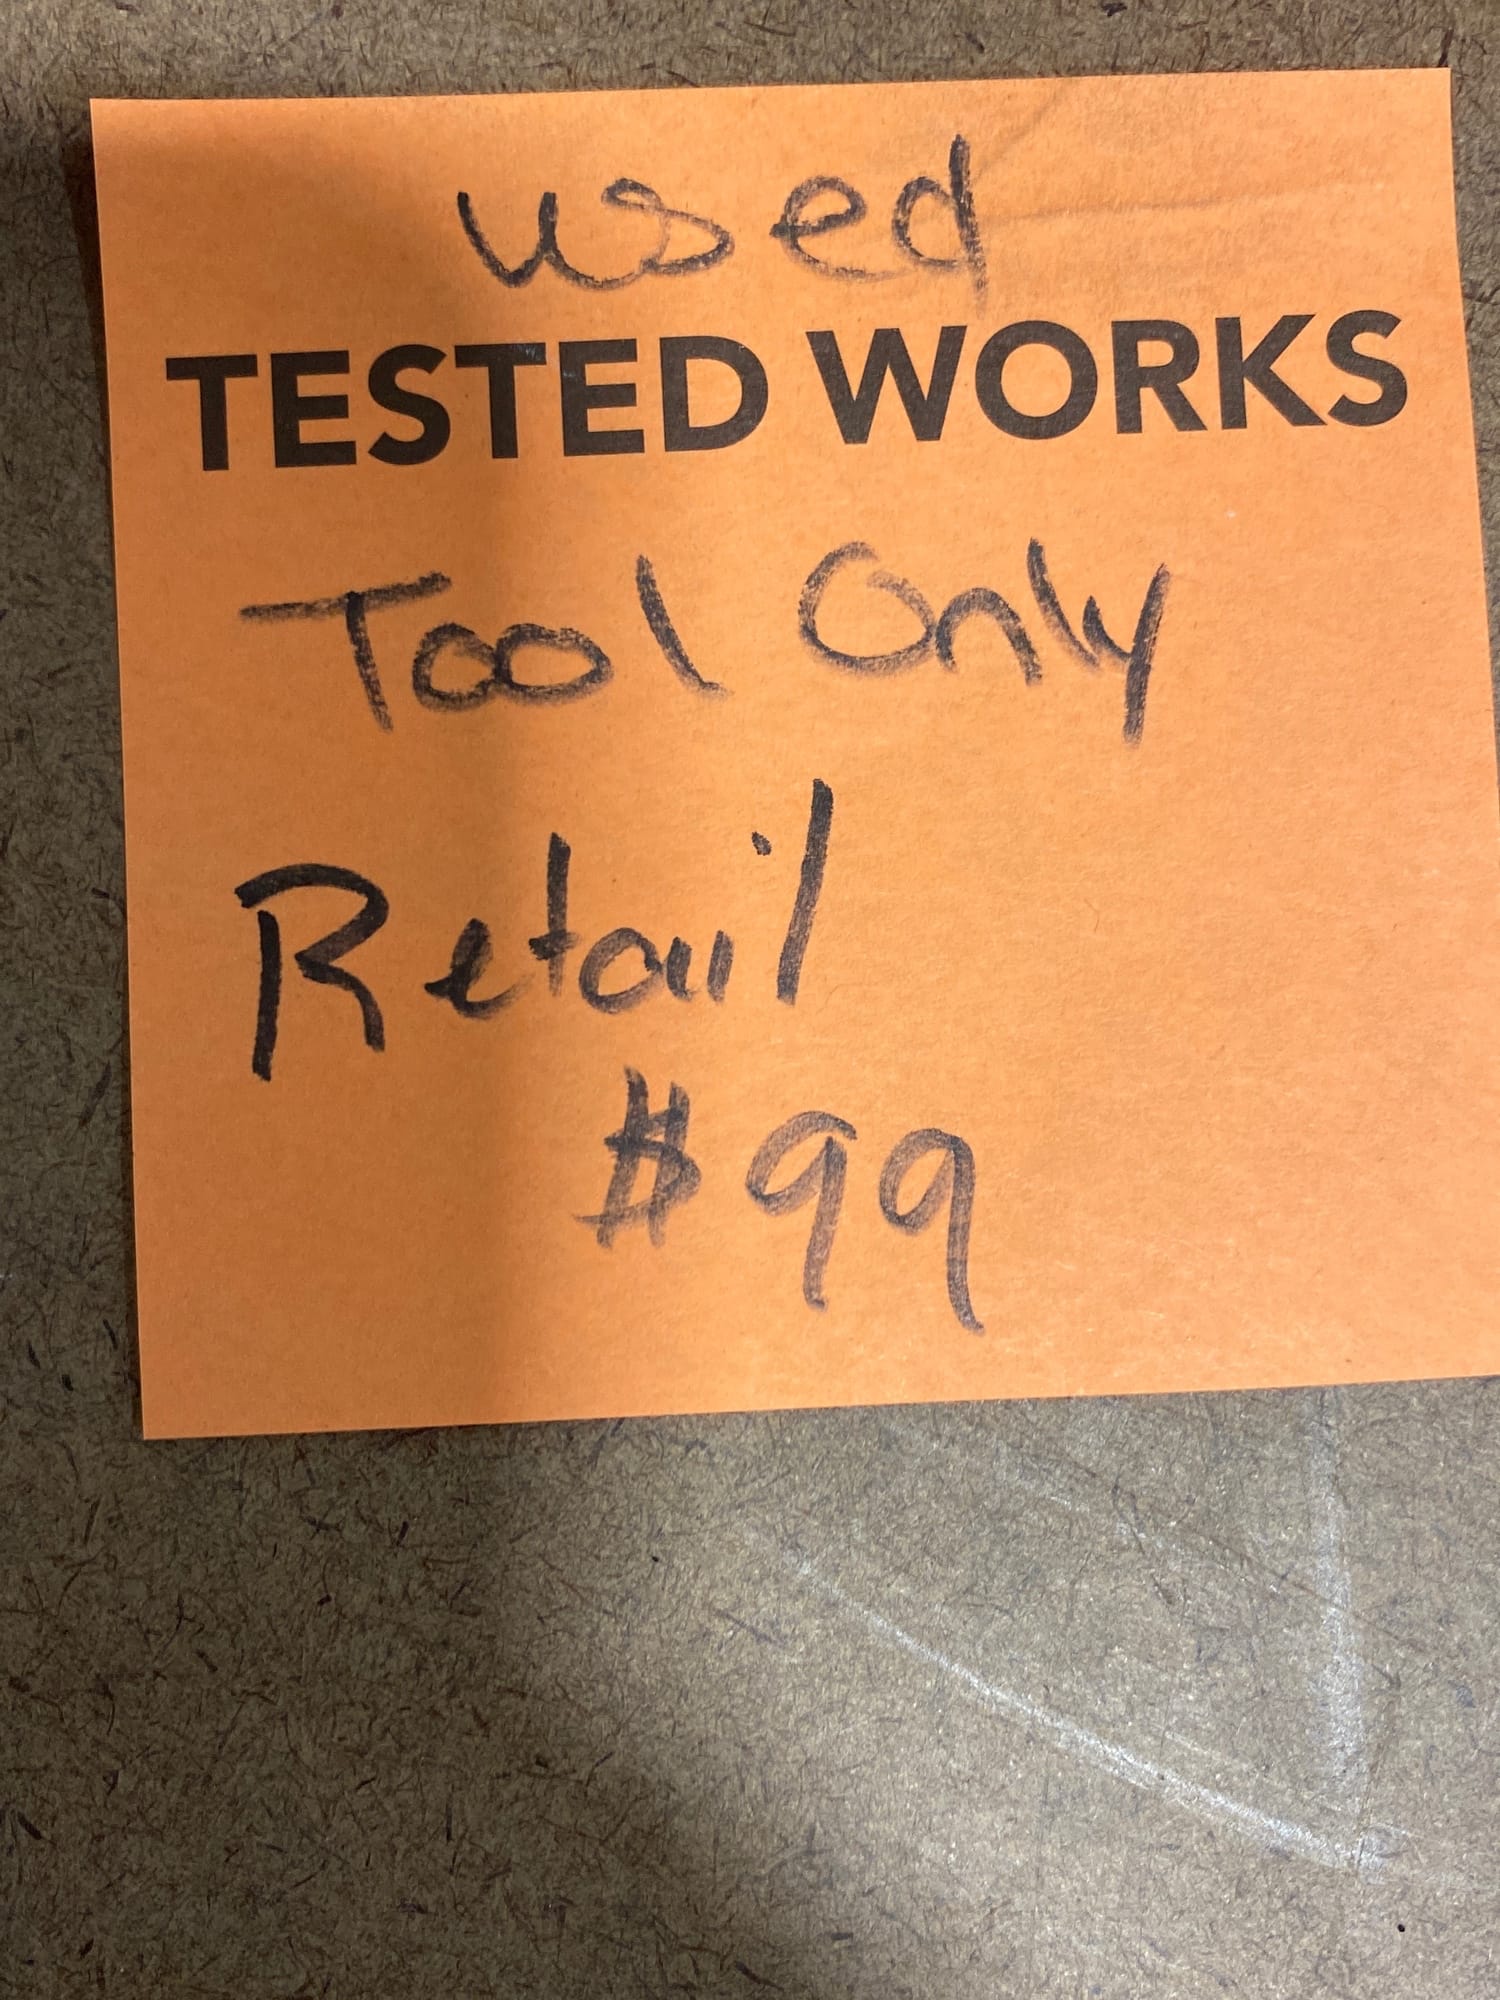 used
TESTED WORKS
Tool Only
Retail
$99